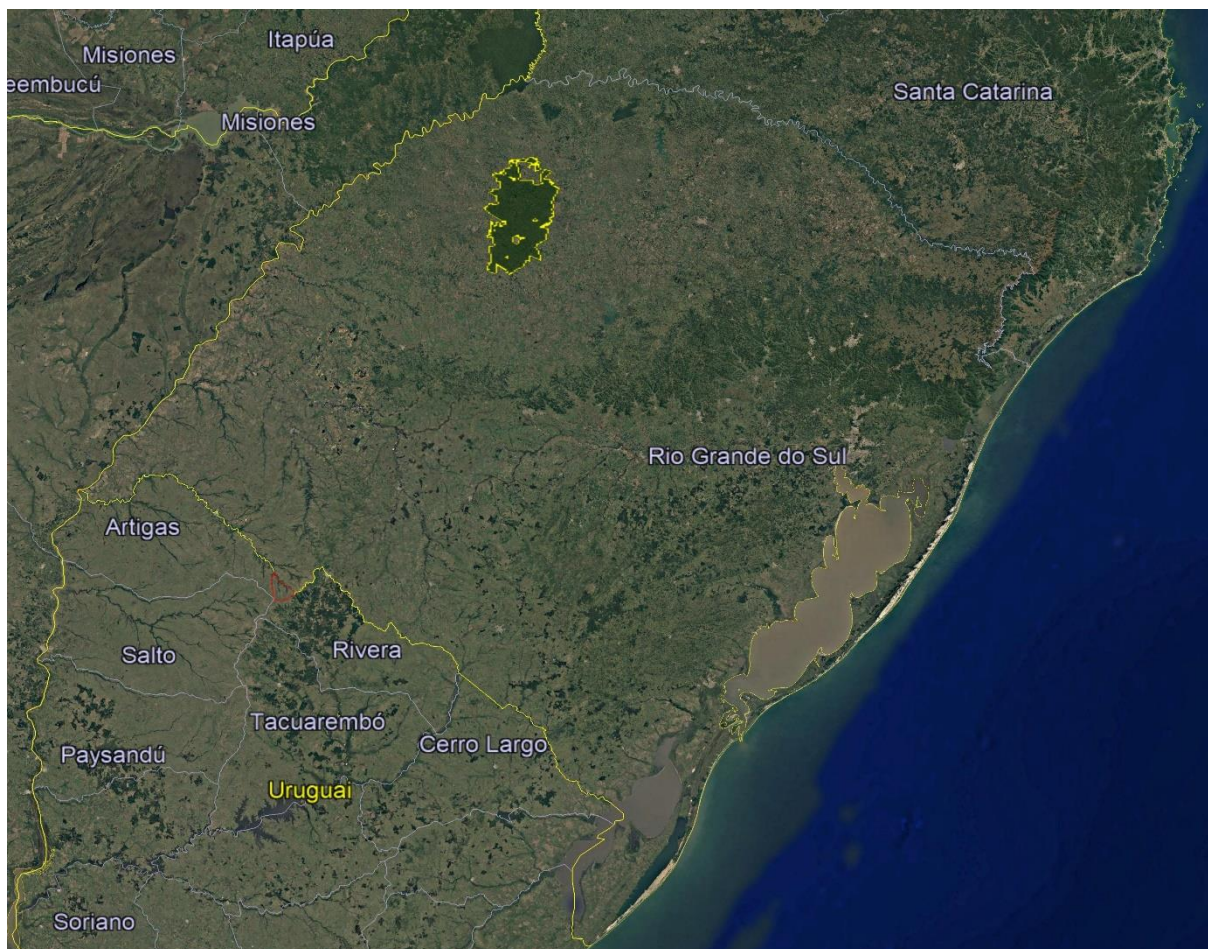 Itapúa
Misiones
eembucú
Santa Catarina
Misiones
Rio Grande do Sul
Artigas
Salto
Rivera
Tacuarembó
Cerro Largo
Paysandú
Uruguai
Soriano